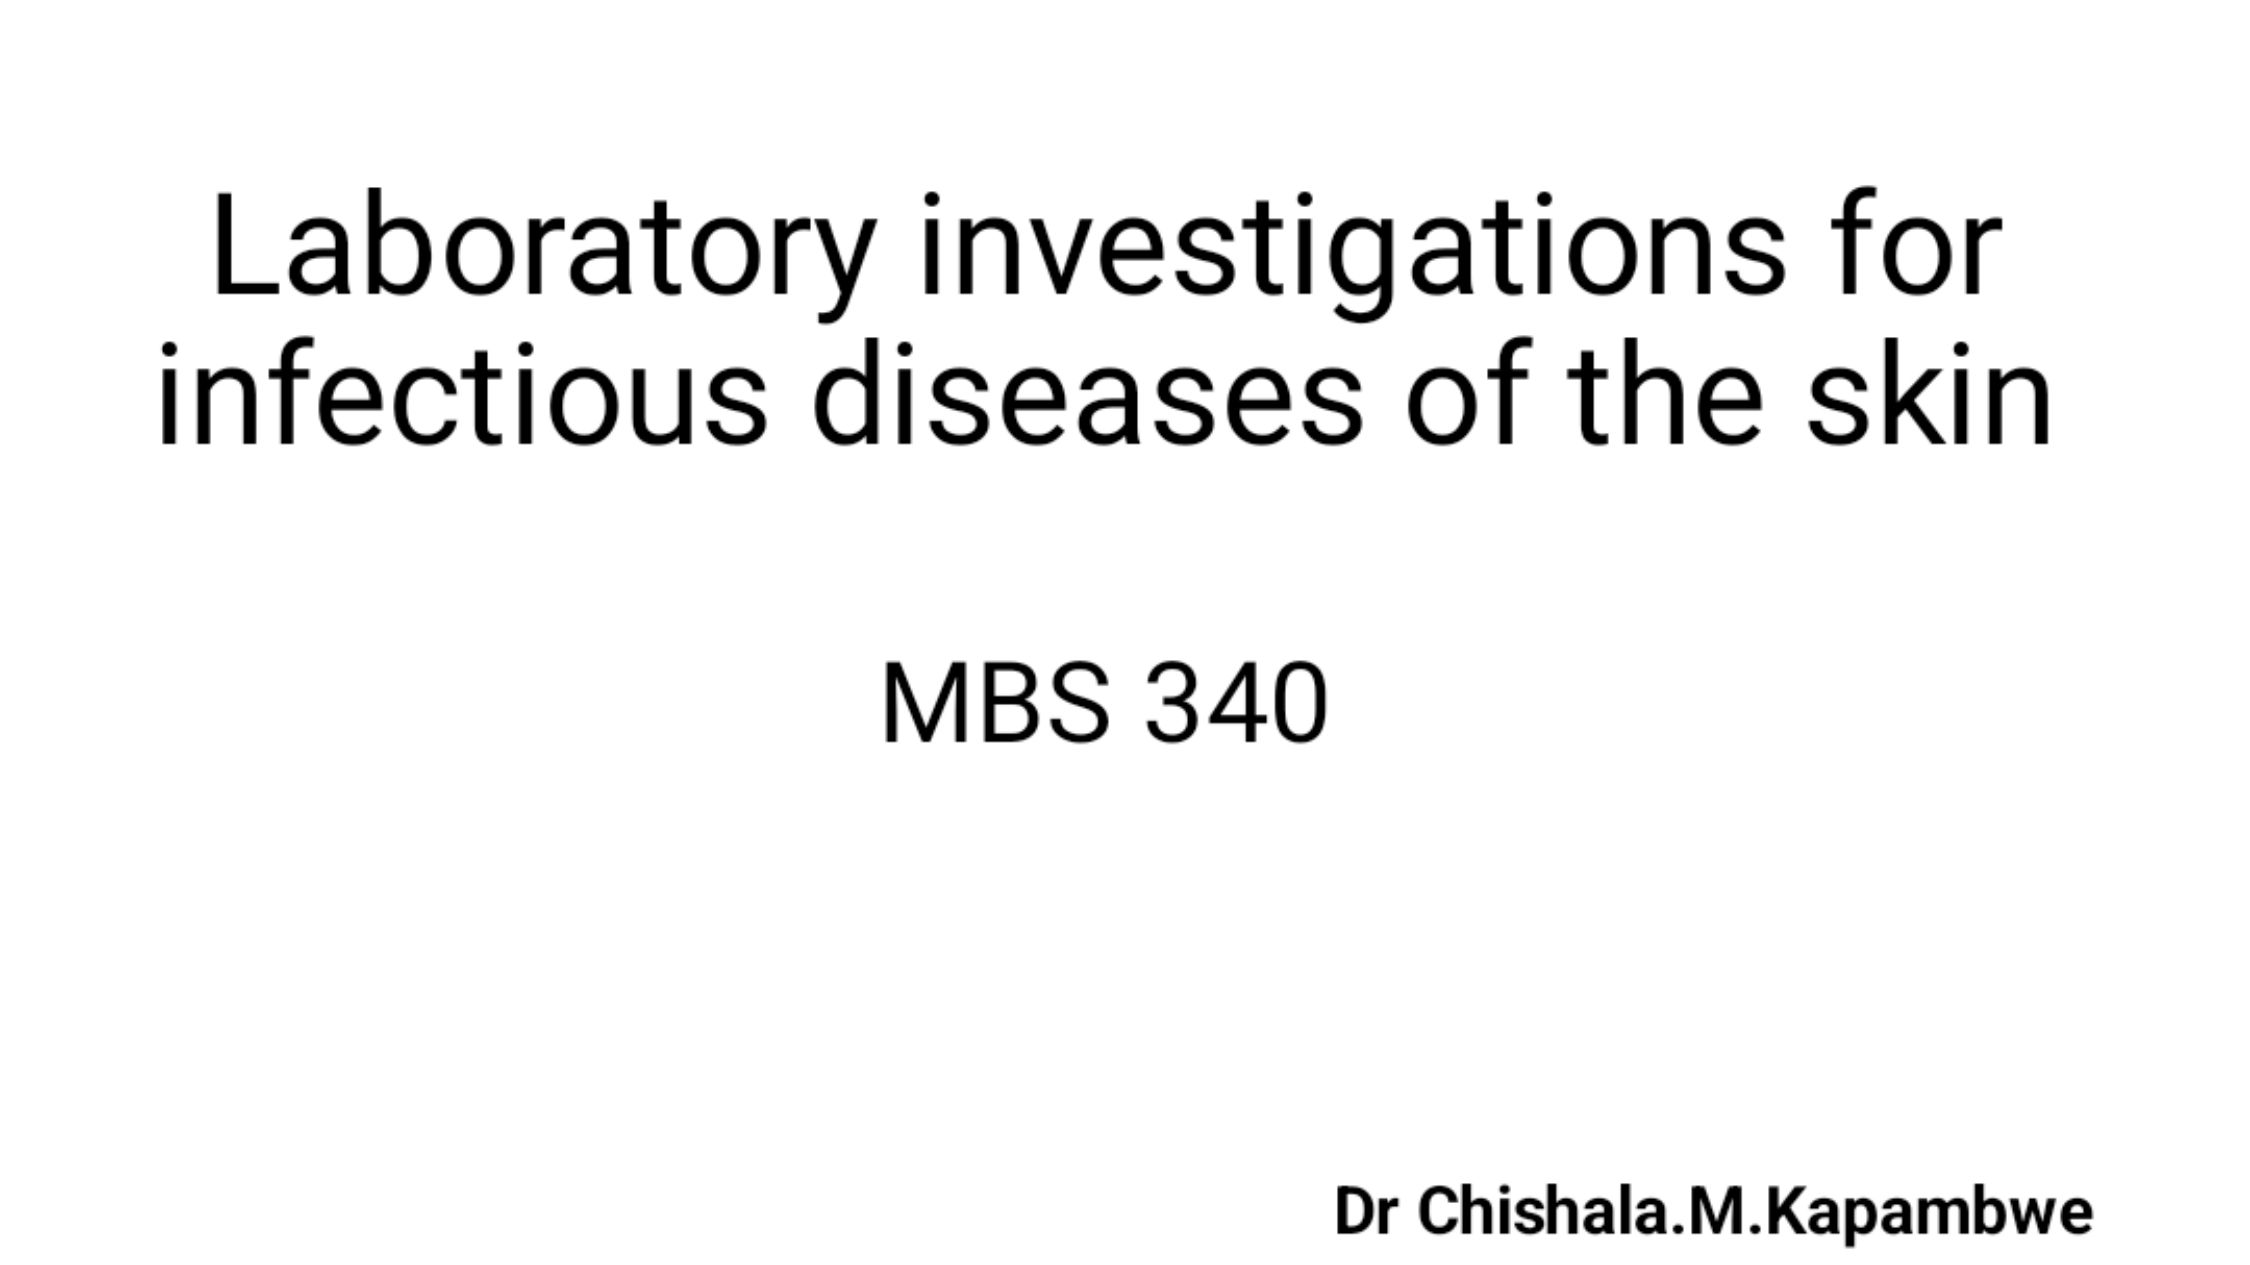 Laboratory investigations for
infectious diseases of the skin
MBS 340
Dr Chishala.M.Kapambwe